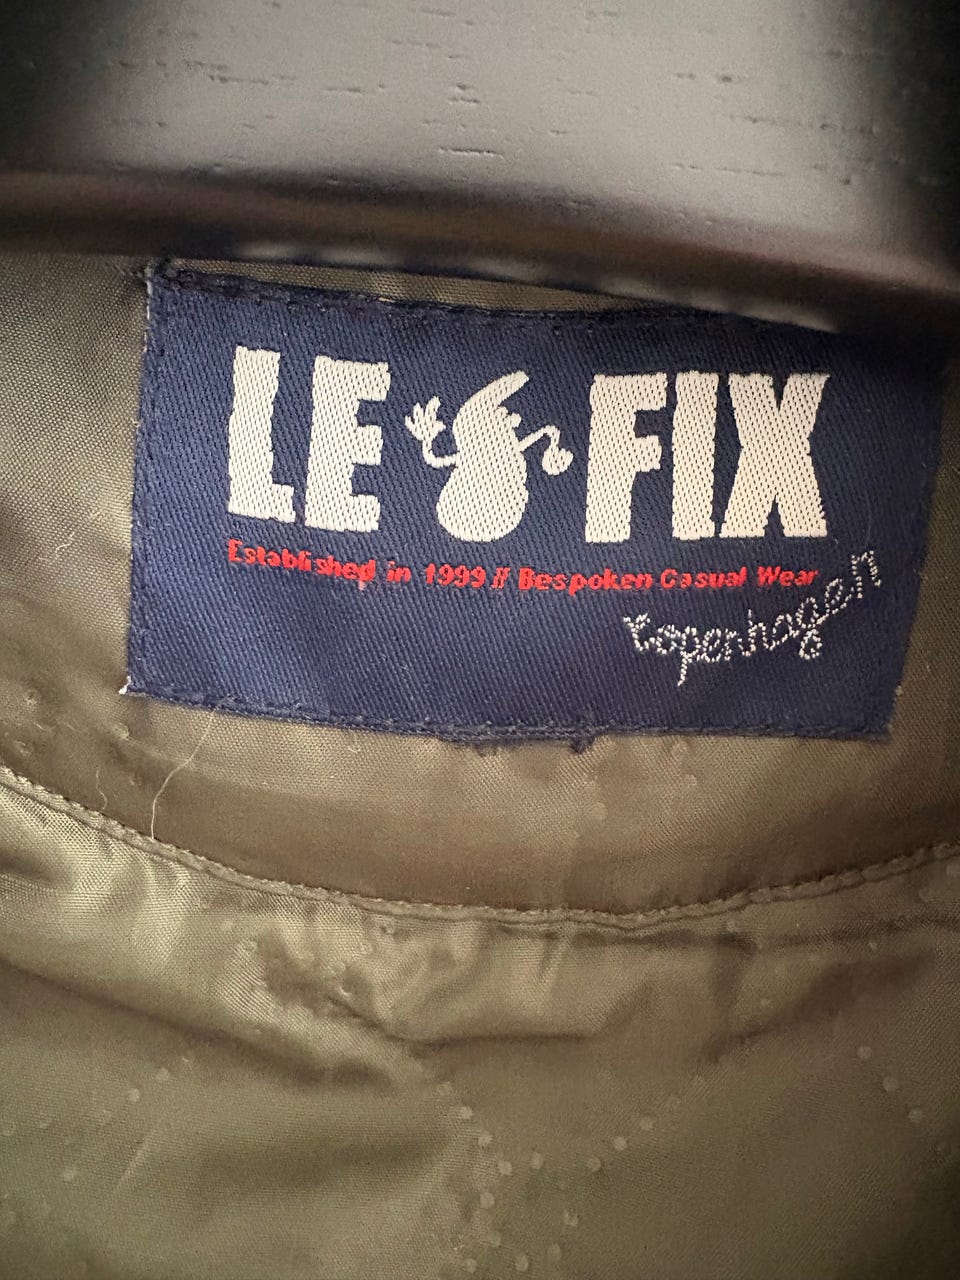 LE FIX
Established in 1999 // Bespoken Casual Wear
Copenhagen